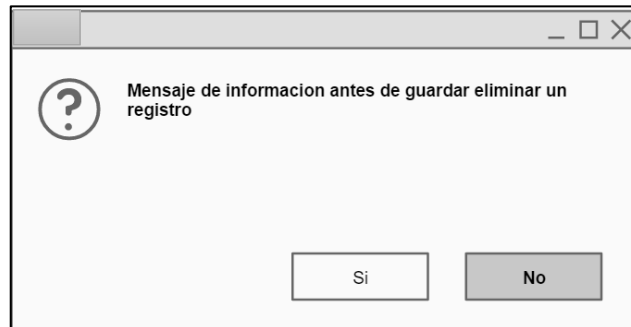 Mensaje de informacion antes de guardar eliminar un
registro
Si
No